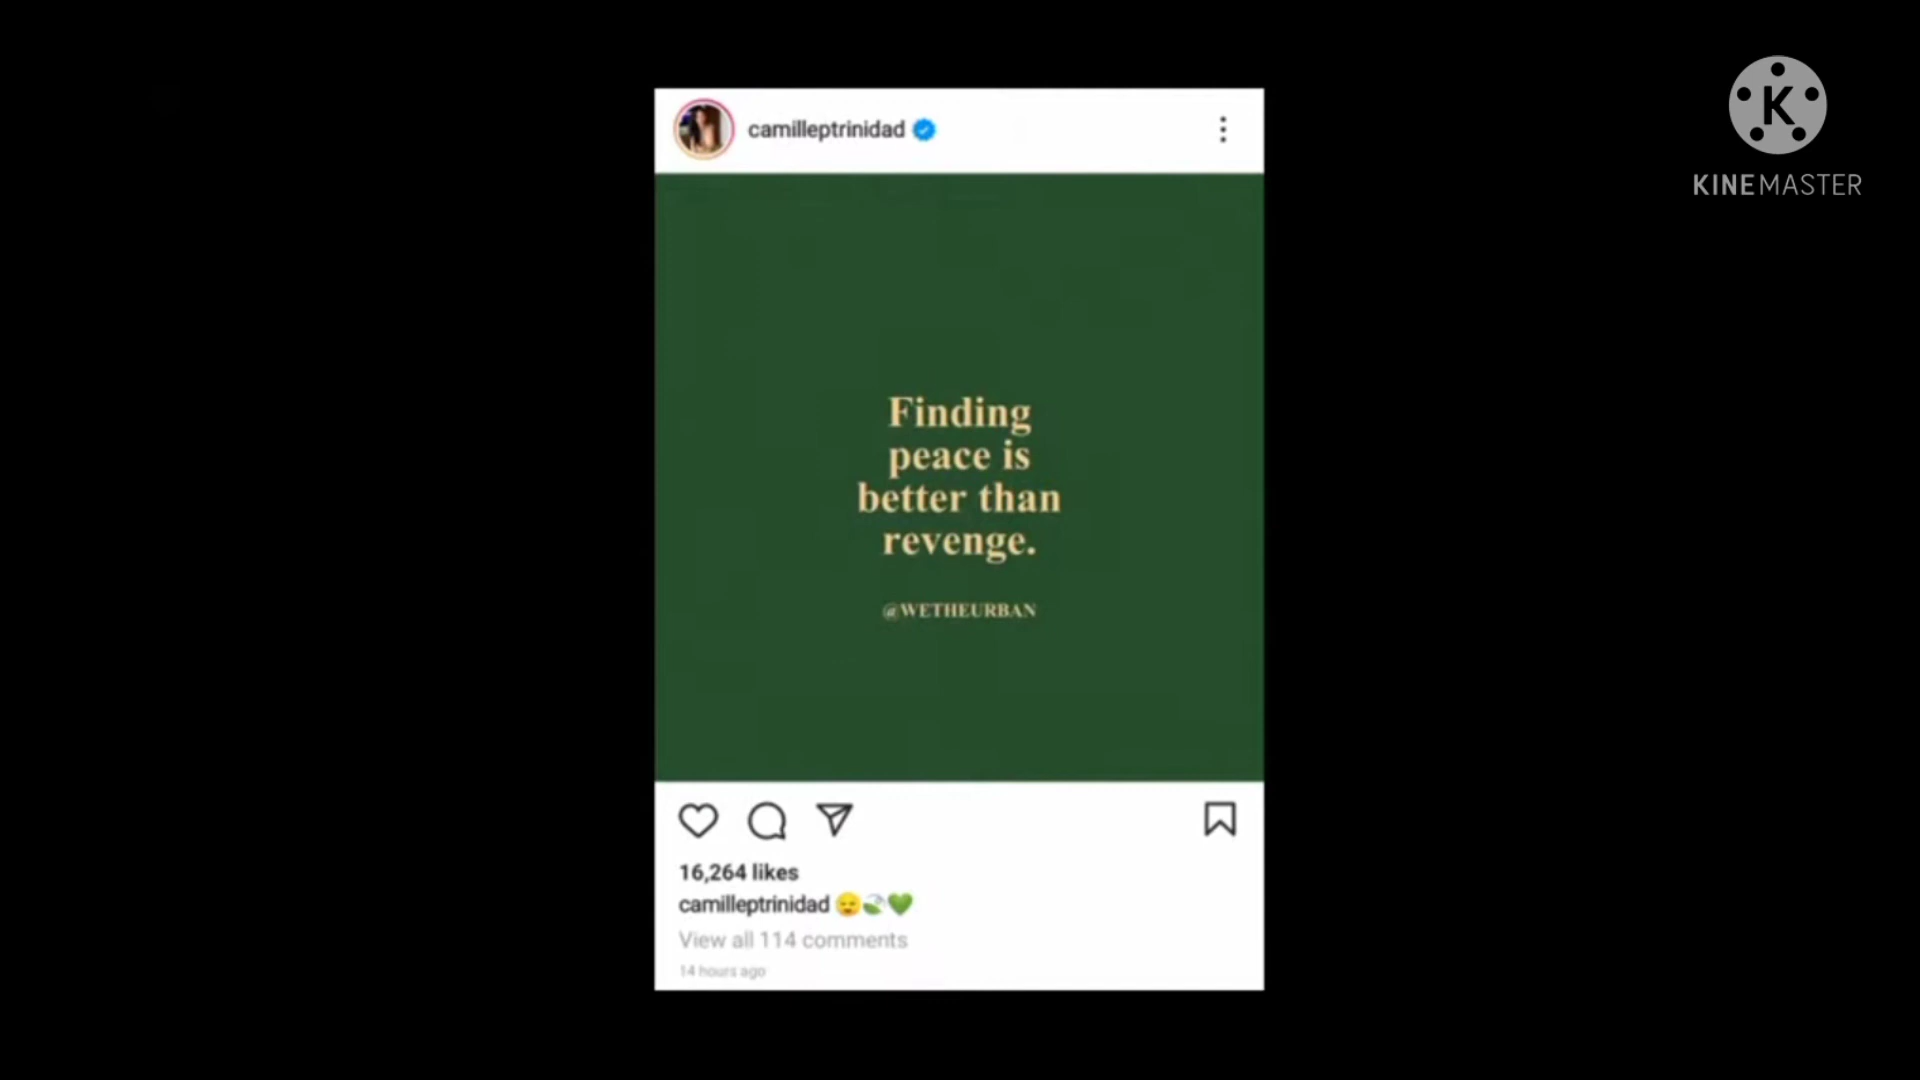 camilleptrinidad
KINEMASTER
Finding
peace is
better than
revenge.
@WETHEURBAN
16,264 likes
camilleptrinidad 😌🍃💚
View all 114 comments
14 hours ago